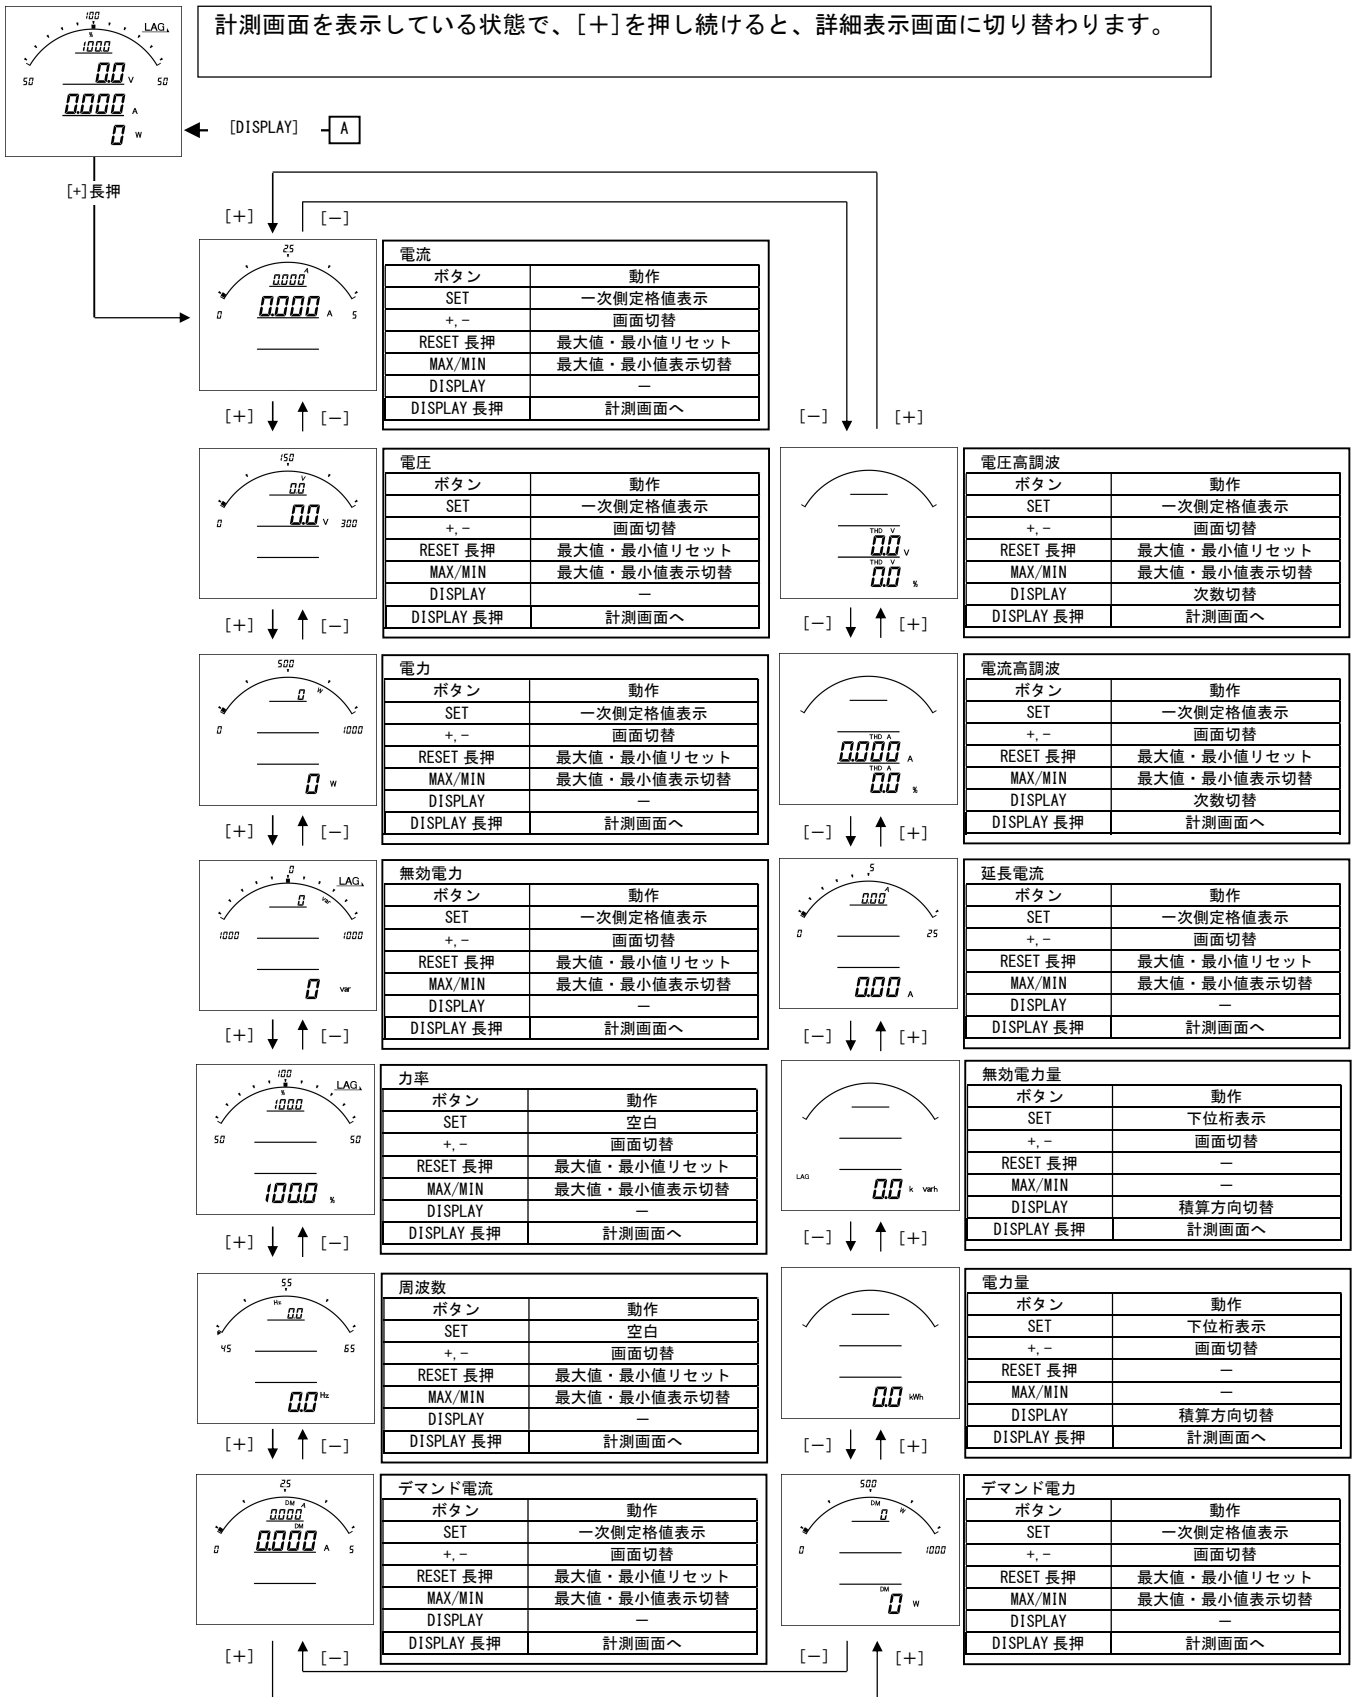 計測画面を表示している状態で、[＋]を押し続けると、詳細表示画面に切り替わります。
100
LAG
%
100.0
50 0.0 V 50
0.000 A
0 W
[DISPLAY] A
[+]長押
[＋] [－]
25
0.000 A
0.000 A
0 5
電流
ボタン 動作
SET 一次側定格値表示
+,− 画面切替
RESET 長押 最大値・最小値リセット
MAX/MIN 最大値・最小値表示切替
DISPLAY －
DISPLAY 長押 計測画面へ
[＋] [－]
150
V
0.0
0.0 V
0 300
電圧
ボタン 動作
SET 一次側定格値表示
+,− 画面切替
RESET 長押 最大値・最小値リセット
MAX/MIN 最大値・最小値表示切替
DISPLAY －
DISPLAY 長押 計測画面へ
[＋] [－]
500
0 W
0 1000
0 W
電力
ボタン 動作
SET 一次側定格値表示
+,− 画面切替
RESET 長押 最大値・最小値リセット
MAX/MIN 最大値・最小値表示切替
DISPLAY －
DISPLAY 長押 計測画面へ
[＋] [－]
0
LAG
0 var
1000 1000
0 var
無効電力
ボタン 動作
SET 一次側定格値表示
+,− 画面切替
RESET 長押 最大値・最小値リセット
MAX/MIN 最大値・最小値表示切替
DISPLAY －
DISPLAY 長押 計測画面へ
[＋] [－]
100
LAG
%
100.0
50 50
100.0 %
力率
ボタン 動作
SET 空白
+,− 画面切替
RESET 長押 最大値・最小値リセット
MAX/MIN 最大値・最小値表示切替
DISPLAY －
DISPLAY 長押 計測画面へ
[＋] [－]
55
Hz 0.0
45 65
0.0 Hz
周波数
ボタン 動作
SET 空白
+,− 画面切替
RESET 長押 最大値・最小値リセット
MAX/MIN 最大値・最小値表示切替
DISPLAY －
DISPLAY 長押 計測画面へ
[＋] [－]
25
DM A
0.000
DM
0.000 A
0 5
デマンド電流
ボタン 動作
SET 一次側定格値表示
+,− 画面切替
RESET 長押 最大値・最小値リセット
MAX/MIN 最大値・最小値表示切替
DISPLAY －
DISPLAY 長押 計測画面へ
[＋] [－]
[－] [＋]
THD V
0.0 V
THD V
0.0 %
電圧高調波
ボタン 動作
SET 一次側定格値表示
+,− 画面切替
RESET 長押 最大値・最小値リセット
MAX/MIN 最大値・最小値表示切替
DISPLAY 次数切替
DISPLAY 長押 計測画面へ
[－] [＋]
THD A
0.000 A
THD A
0.0 %
電流高調波
ボタン 動作
SET 一次側定格値表示
+,− 画面切替
RESET 長押 最大値・最小値リセット
MAX/MIN 最大値・最小値表示切替
DISPLAY 次数切替
DISPLAY 長押 計測画面へ
[－] [＋]
5
0.00 A
0 25
0.00 A
延長電流
ボタン 動作
SET 一次側定格値表示
+,− 画面切替
RESET 長押 最大値・最小値リセット
MAX/MIN 最大値・最小値表示切替
DISPLAY －
DISPLAY 長押 計測画面へ
[－] [＋]
LAG
0.0 k varh
無効電力量
ボタン 動作
SET 下位桁表示
+,− 画面切替
RESET 長押 －
MAX/MIN －
DISPLAY 積算方向切替
DISPLAY 長押 計測画面へ
[－] [＋]
0.0 kWh
電力量
ボタン 動作
SET 下位桁表示
+,− 画面切替
RESET 長押 －
MAX/MIN －
DISPLAY 積算方向切替
DISPLAY 長押 計測画面へ
[－] [＋]
500
DM
0 W
0 1000
DM
0 W
デマンド電力
ボタン 動作
SET 一次側定格値表示
+,− 画面切替
RESET 長押 最大値・最小値リセット
MAX/MIN 最大値・最小値表示切替
DISPLAY －
DISPLAY 長押 計測画面へ
[－] [＋]